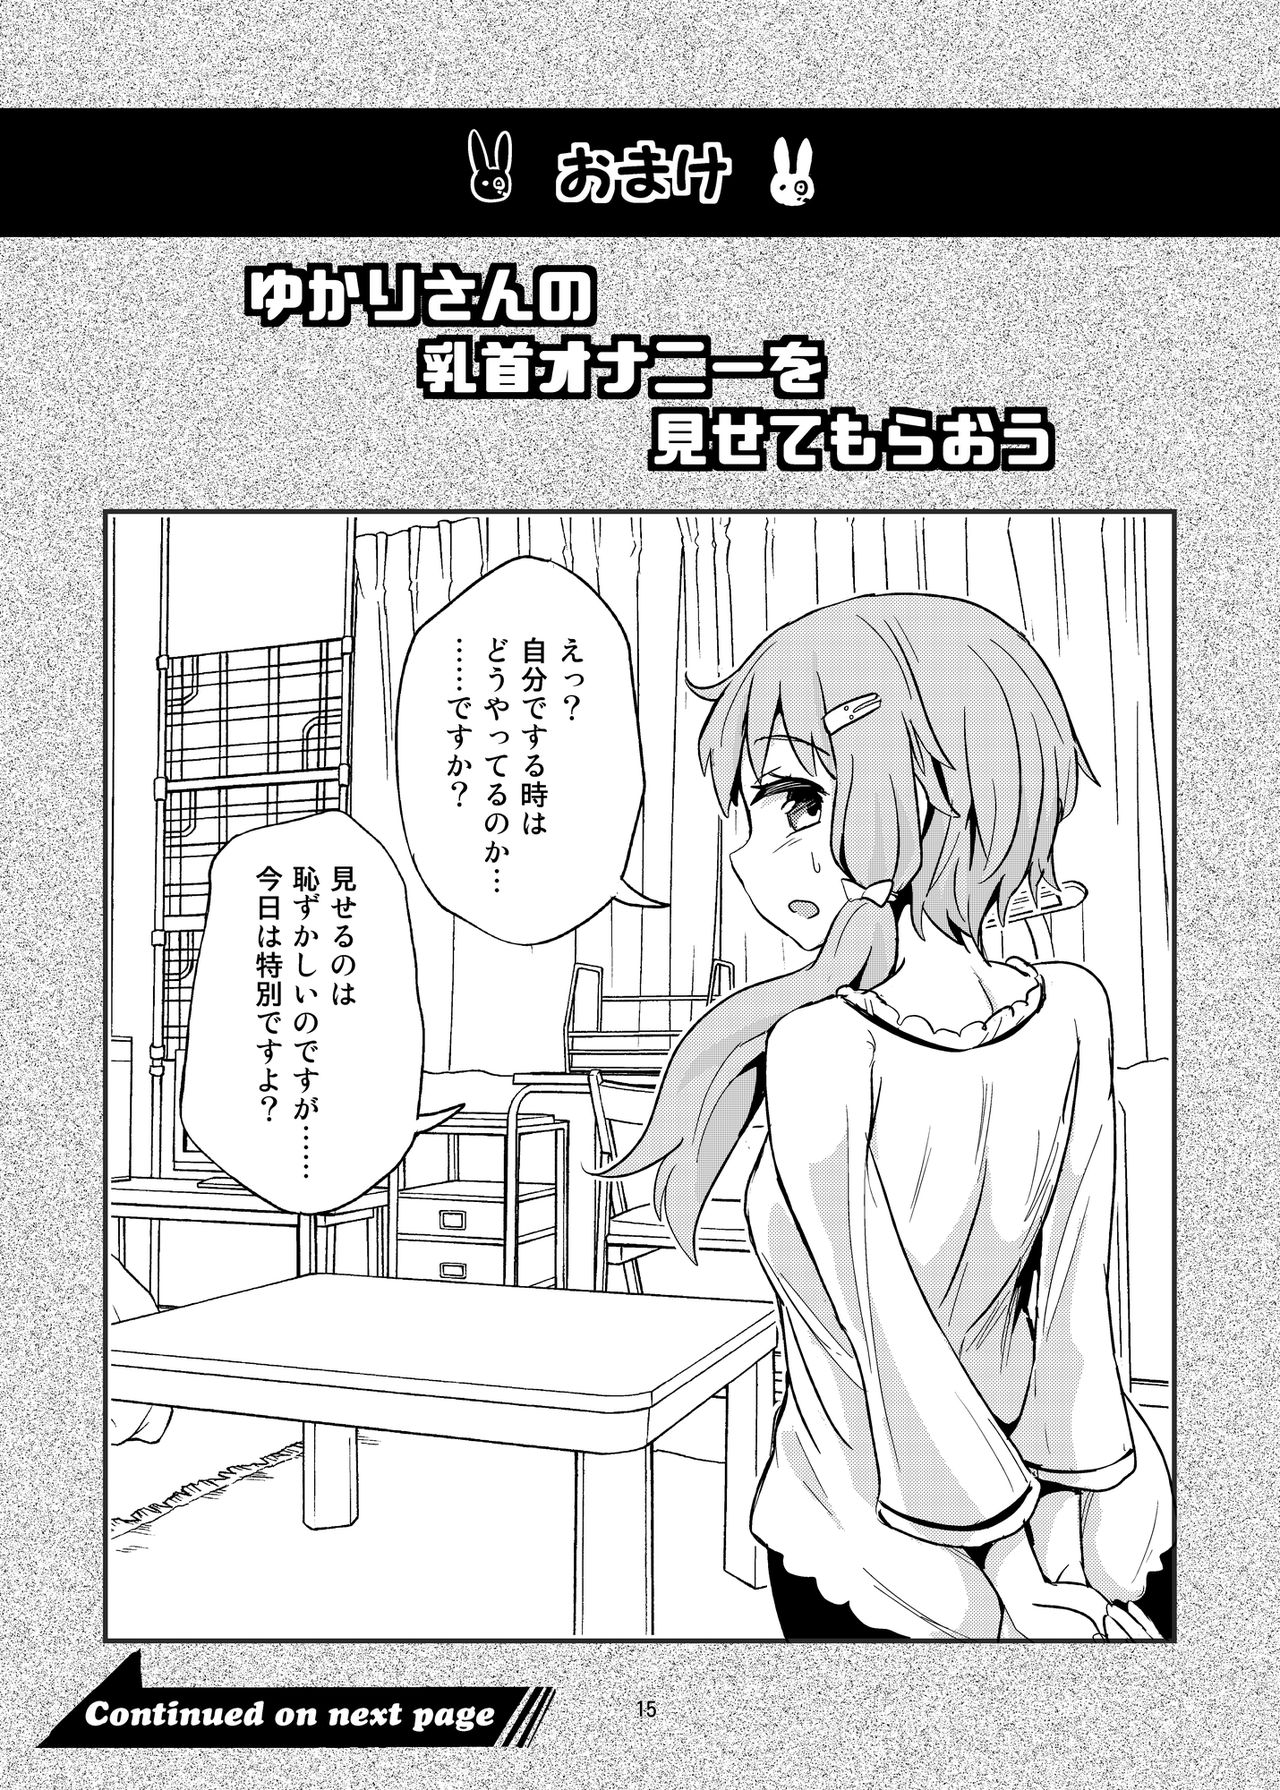 おまけ
ゆかりさんの
乳首オナニーを
見せてもらおう
えっ？
自分でする時は
どうやってるのか…
……ですか？
見せるのは
恥ずかしいのですが……
今日は特別ですよ？
Continued on next page
15